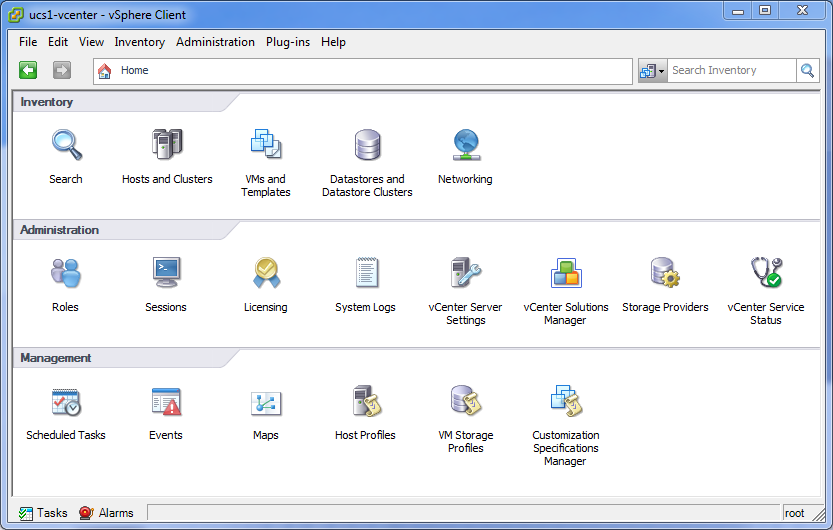 ucs1-vcenter - vSphere Client
File Edit View Inventory Administration Plug-ins Help
Home
Search Inventory
Inventory
Search
Hosts and Clusters
VMs and
Templates
Datastores and
Datastore Clusters
Networking
Administration
Roles
Sessions
Licensing
System Logs
vCenter Server
Settings
vCenter Solutions
Manager
Storage Providers
vCenter Service
Status
Management
Scheduled Tasks
Events
Maps
Host Profiles
VM Storage
Profiles
Customization
Specifications
Manager
Tasks
Alarms
root